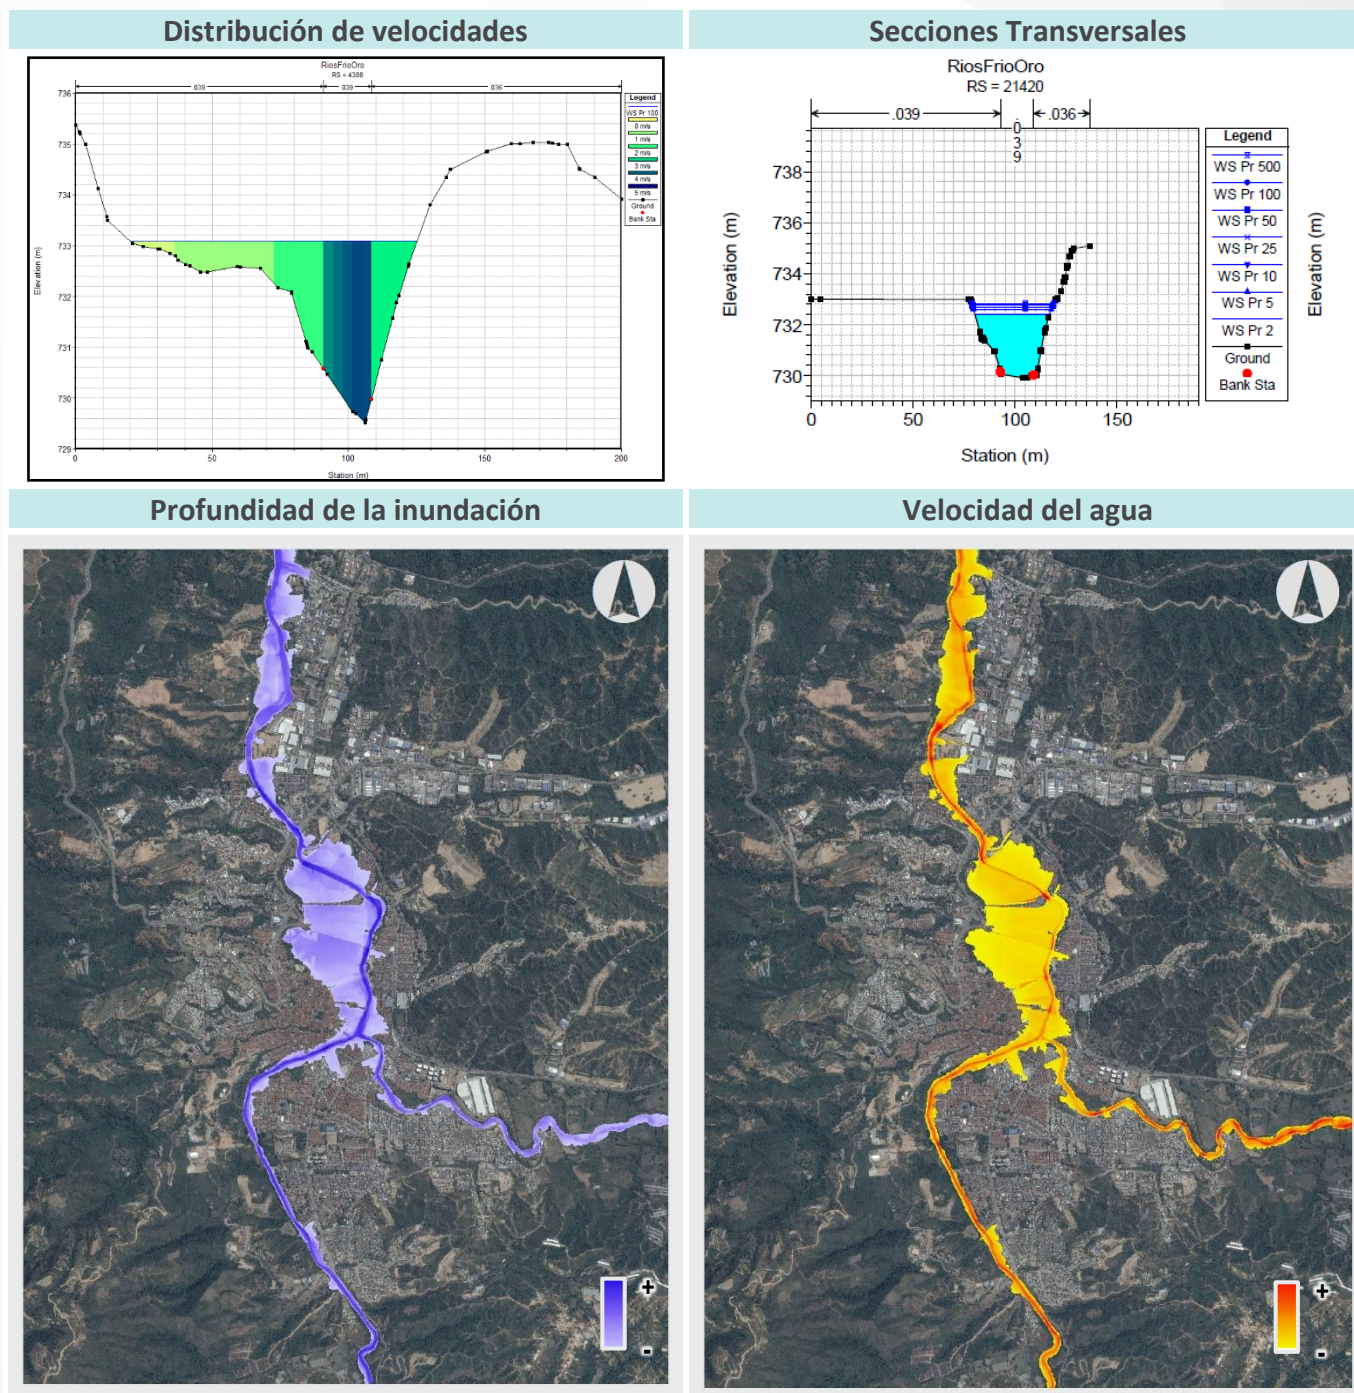 Distribución de velocidades
Secciones Transversales
RiosFrioOro
RS = 4380
.039
.039
.036
736
735
734
733
732
731
730
729
Elevation (m)
0
50
100
150
200
Station (m)
Legend
WS Pr 100
0 m/s
1 m/s
2 m/s
3 m/s
4 m/s
5 m/s
Ground
Bank Sta
RiosFrioOro
RS = 21420
.039
.039
.036
738
736
734
732
730
Elevation (m)
0
50
100
150
Station (m)
Legend
WS Pr 500
WS Pr 100
WS Pr 50
WS Pr 25
WS Pr 10
WS Pr 5
WS Pr 2
Ground
Bank Sta
Elevation (m)
Profundidad de la inundación
Velocidad del agua
+
-
+
-